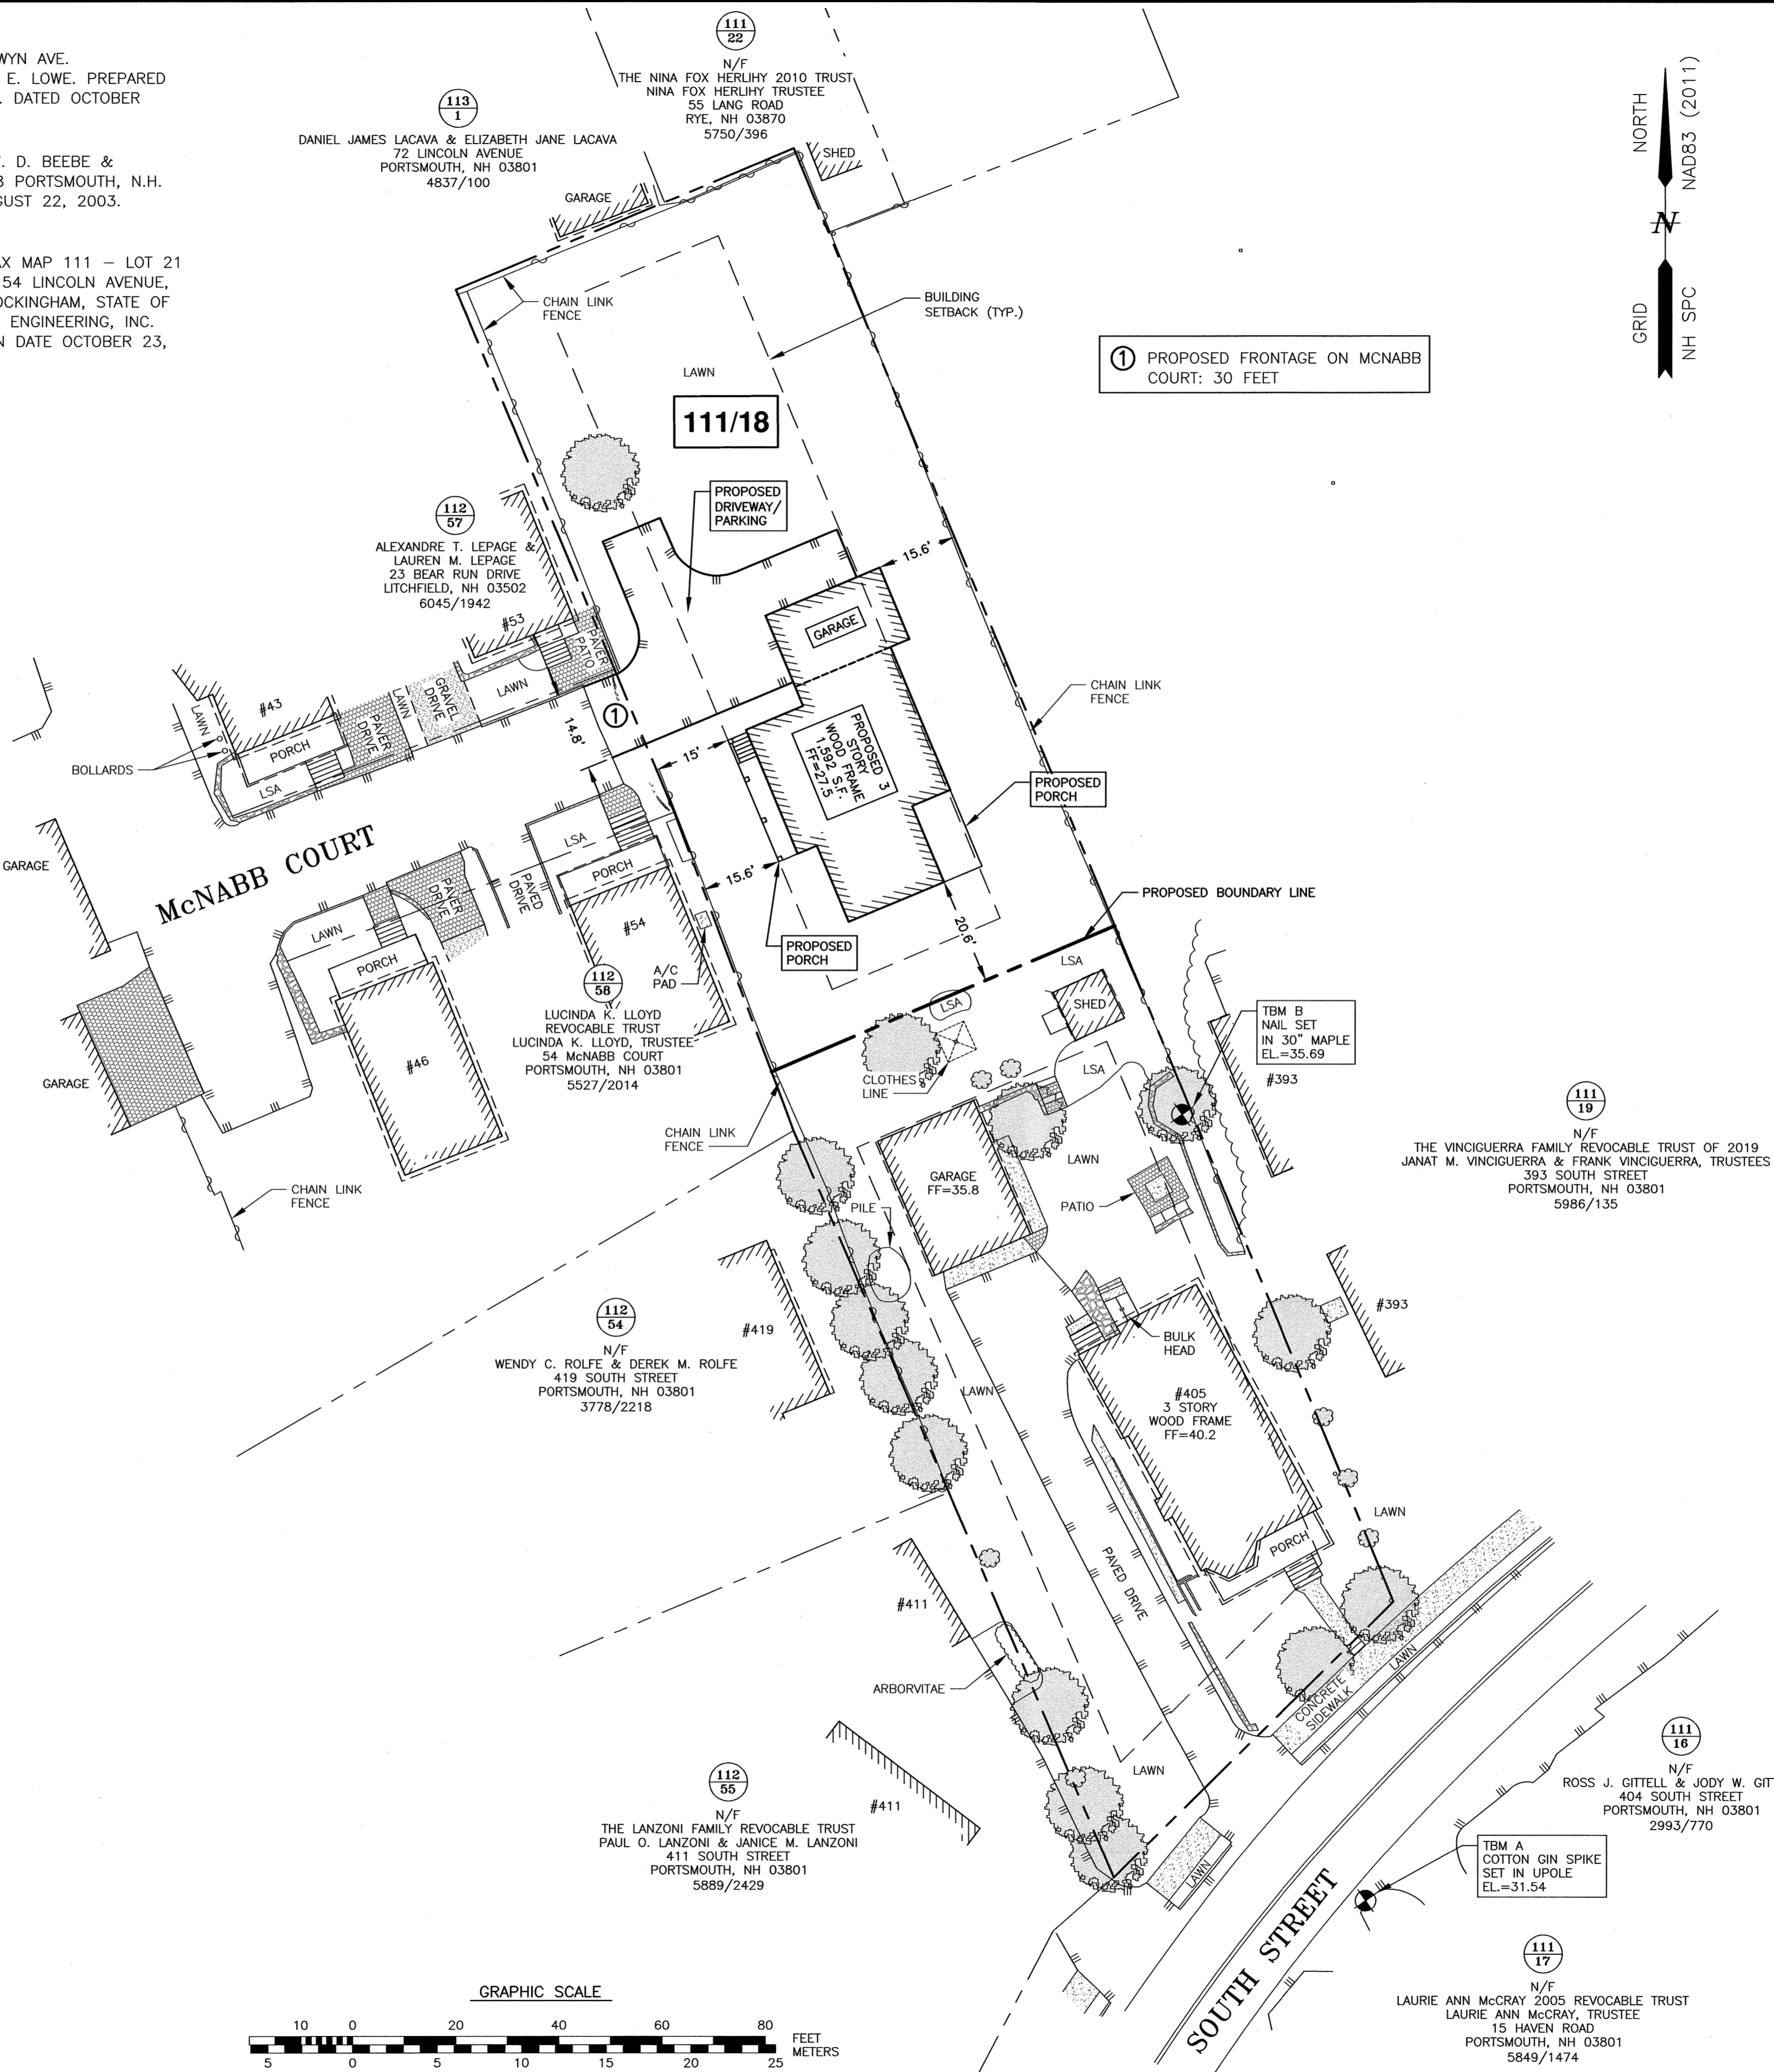 WYN AVE.
E. LOWE. PREPARED
. DATED OCTOBER
. D. BEEBE &
PORTSMOUTH, N.H.
GUST 22, 2003.
AX MAP 111 – LOT 21
154 LINCOLN AVENUE,
OCKINGHAM, STATE OF
ENGINEERING, INC.
N DATE OCTOBER 23,
111
22
N/F
THE NINA FOX HERLIHY 2010 TRUST
NINA FOX HERLIHY TRUSTEE
55 LANG ROAD
RYE, NH 03870
5750/396
113
1
DANIEL JAMES LACAVA & ELIZABETH JANE LACAVA
72 LINCOLN AVENUE
PORTSMOUTH, NH 03801
4837/100
GARAGE
SHED
NORTH
NAD83 (2011)
N
GRID
NH SPC
CHAIN LINK
FENCE
BUILDING
SETBACK (TYP.)
LAWN
111/18
1 PROPOSED FRONTAGE ON MCNABB
COURT: 30 FEET
PROPOSED
DRIVEWAY/
PARKING
112
57
ALEXANDRE T. LEPAGE &
LAUREN M. LEPAGE
23 BEAR RUN DRIVE
LITCHFIELD, NH 03502
6045/1942
#53
PAVER
PATIO
15.6'
GARAGE
LAWN
#43
PORCH
LSA
PAVER
DRIVE
LAWN
GRAVEL
DRIVE
LAWN
BOLLARDS
1
14.8'
15'
PROPOSED 3
STORY
WOOD FRAME
1,592 S.F.
FF=27.5
CHAIN LINK
FENCE
PROPOSED
PORCH
GARAGE
McNABB COURT
LSA
PORCH
PAVED
DRIVE
PAVER
DRIVE
15.6'
20.6'
PROPOSED BOUNDARY LINE
LAWN
PORCH
#54
#46
A/C
PAD
PROPOSED
PORCH
112
58
LUCINDA K. LLOYD
REVOCABLE TRUST
LUCINDA K. LLOYD, TRUSTEE
54 McNABB COURT
PORTSMOUTH, NH 03801
5527/2014
GARAGE
LSA
LSA
SHED
LSA
CLOTHES
LINE
TBM B
NAIL SET
IN 30" MAPLE
EL.=35.69
#393
111
19
N/F
THE VINCIGUERRA FAMILY REVOCABLE TRUST OF 2019
JANAT M. VINCIGUERRA & FRANK VINCIGUERRA, TRUSTEES
393 SOUTH STREET
PORTSMOUTH, NH 03801
5986/135
CHAIN LINK
FENCE
CHAIN LINK
FENCE
GARAGE
FF=35.8
LAWN
PATIO
PILE
112
54
N/F
WENDY C. ROLFE & DEREK M. ROLFE
419 SOUTH STREET
PORTSMOUTH, NH 03801
3778/2218
#419
#393
BULK
HEAD
LAWN
#405
3 STORY
WOOD FRAME
FF=40.2
PORCH
LAWN
PAVED DRIVE
#411
ARBORVITAE
LAWN
CONCRETE
SIDEWALK
LAWN
LAWN
#411
112
55
N/F
THE LANZONI FAMILY REVOCABLE TRUST
PAUL O. LANZONI & JANICE M. LANZONI
411 SOUTH STREET
PORTSMOUTH, NH 03801
5889/2429
111
16
N/F
ROSS J. GITTELL & JODY W. GIT
404 SOUTH STREET
PORTSMOUTH, NH 03801
2993/770
TBM A
COTTON GIN SPIKE
SET IN UPOLE
EL.=31.54
SOUTH STREET
111
17
N/F
LAURIE ANN McCRAY 2005 REVOCABLE TRUST
LAURIE ANN McCRAY, TRUSTEE
15 HAVEN ROAD
PORTSMOUTH, NH 03801
5849/1474
GRAPHIC SCALE
10 0 20 40 60 80 FEET
5 0 5 10 15 20 25 METERS